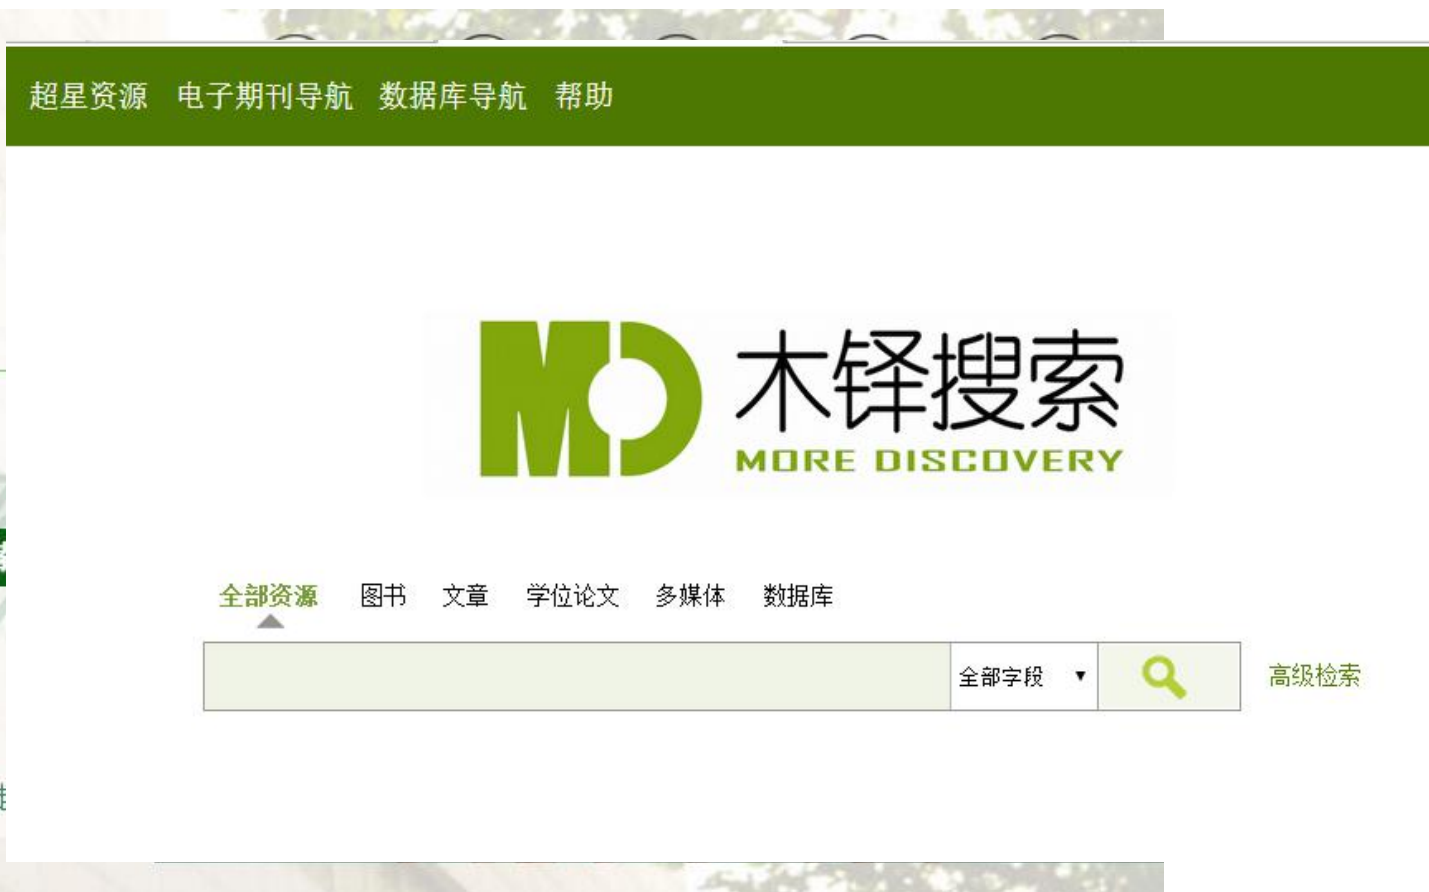 超星资源 电子期刊导航 数据库导航 帮助
MD 木铎搜索
MORE DISCOVERY
全部资源 图书 文章 学位论文 多媒体 数据库
全部字段 高级检索